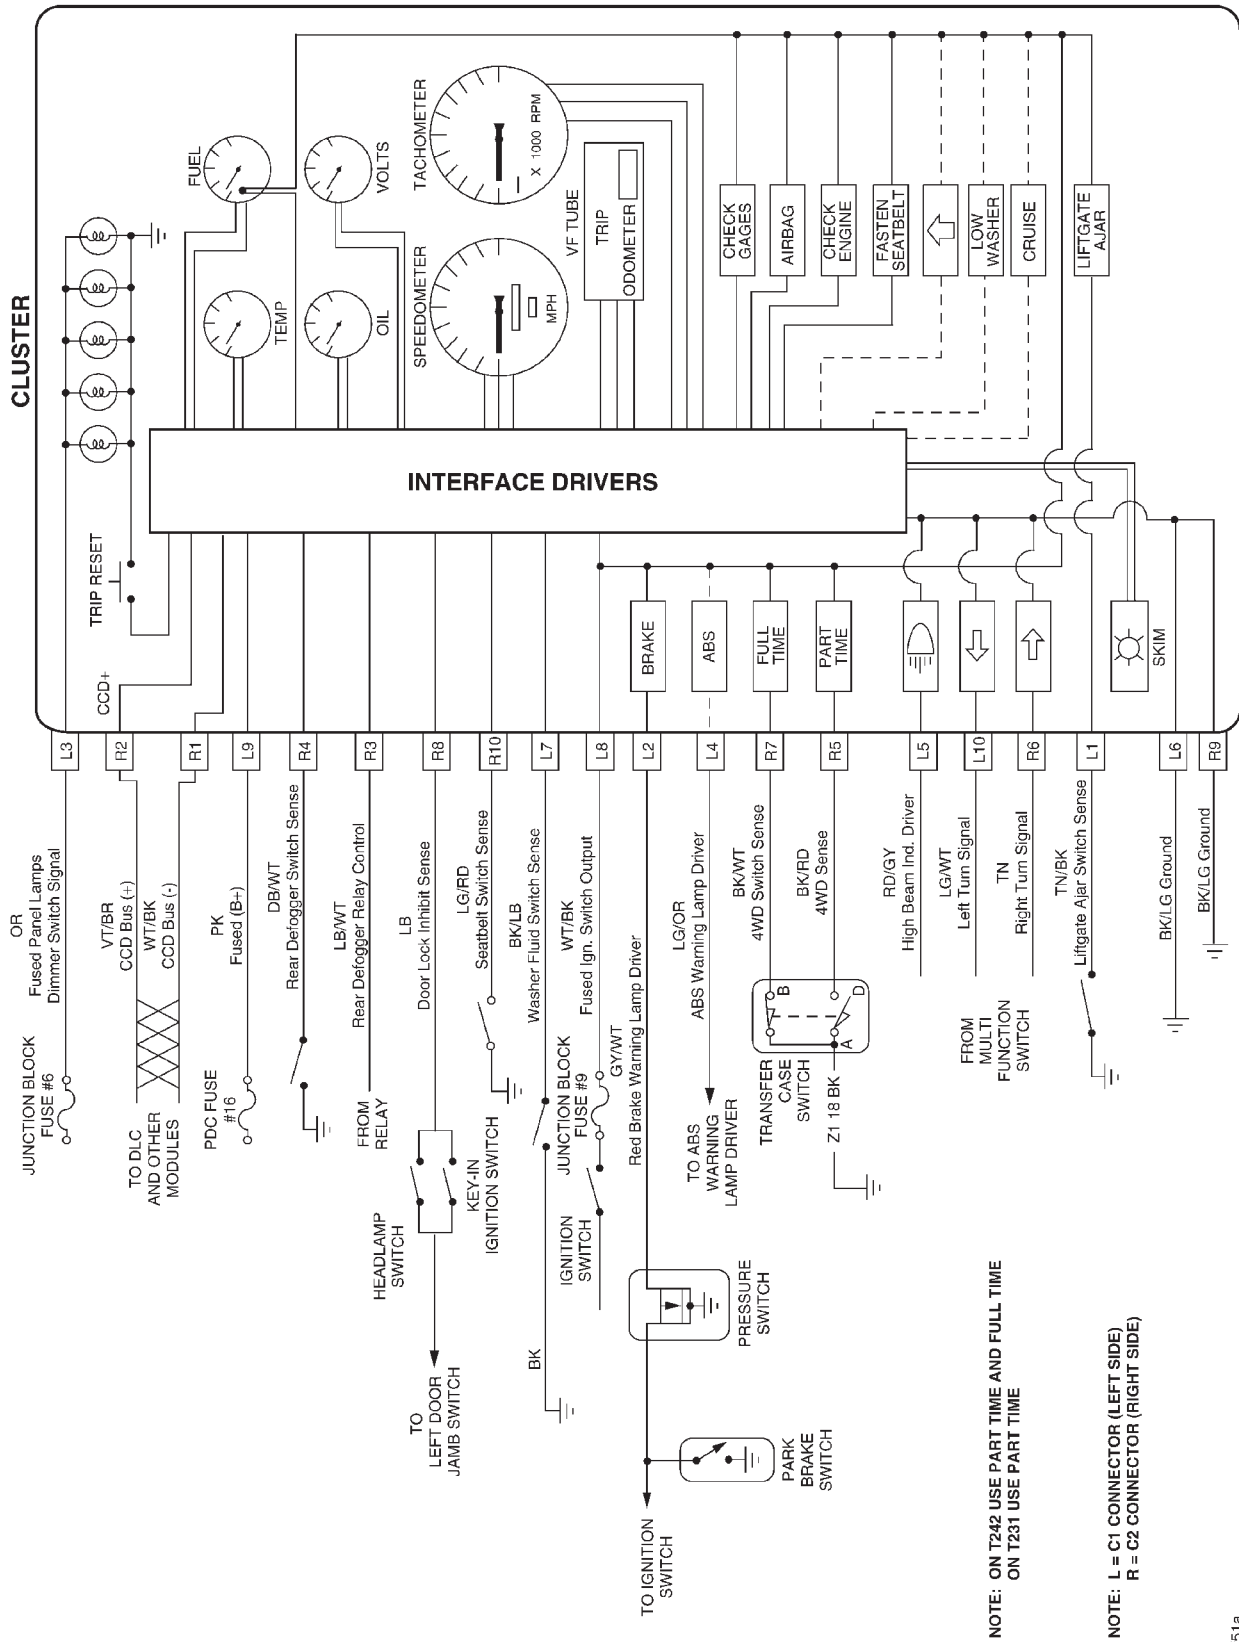 CLUSTER
TRIP RESET
CCD+
FUEL
TEMP
VOLTS
OIL
TACHOMETER
X 1000 RPM
SPEEDOMETER
MPH
VF TUBE
TRIP
ODOMETER
INTERFACE DRIVERS
CHECK
GAGES
AIRBAG
CHECK
ENGINE
FASTEN
SEATBELT
LOW
WASHER
CRUISE
LIFTGATE
AJAR
BRAKE
ABS
FULL
TIME
PART
TIME
SKIM
L3
R2
R1
L9
R4
R3
R8
R10
L7
L8
L2
L4
R7
R5
L5
L10
R6
L1
L6
R9
OR
Fused Panel Lamps
Dimmer Switch Signal
VT/BR
CCD Bus (+)
WT/BK
CCD Bus (-)
PK
Fused (B+)
DB/WT
Rear Defogger Switch Sense
LB/WT
Rear Defogger Relay Control
LB
Door Lock Inhibit Sense
LG/RD
Seatbelt Switch Sense
BK/LB
Washer Fluid Switch Sense
WT/BK
Fused Ign. Switch Output
GY/WT
Red Brake Warning Lamp Driver
LG/OR
ABS Warning Lamp Driver
BK/WT
4WD Switch Sense
BK/RD
4WD Sense
RD/GY
High Beam Ind. Driver
LG/WT
Left Turn Signal
TN
Right Turn Signal
TN/BK
Liftgate Ajar Switch Sense
BK/LG Ground
BK/LG Ground
JUNCTION BLOCK
FUSE #6
TO DLC
AND OTHER
MODULES
PDC FUSE
#16
FROM
RELAY
HEADLAMP
SWITCH
KEY-IN
IGNITION SWITCH
TO
LEFT DOOR
JAMB SWITCH
BK
JUNCTION BLOCK
FUSE #9
IGNITION
SWITCH
TO ABS
WARNING
LAMP DRIVER
PRESSURE
SWITCH
PARK
BRAKE
SWITCH
TO IGNITION
SWITCH
B
D
A
TRANSFER
CASE
SWITCH
Z1 18 BK
FROM
MULTI
FUNCTION
SWITCH
NOTE: ON T242 USE PART TIME AND FULL TIME
ON T231 USE PART TIME
NOTE: L = C1 CONNECTOR (LEFT SIDE)
R = C2 CONNECTOR (RIGHT SIDE)
51a